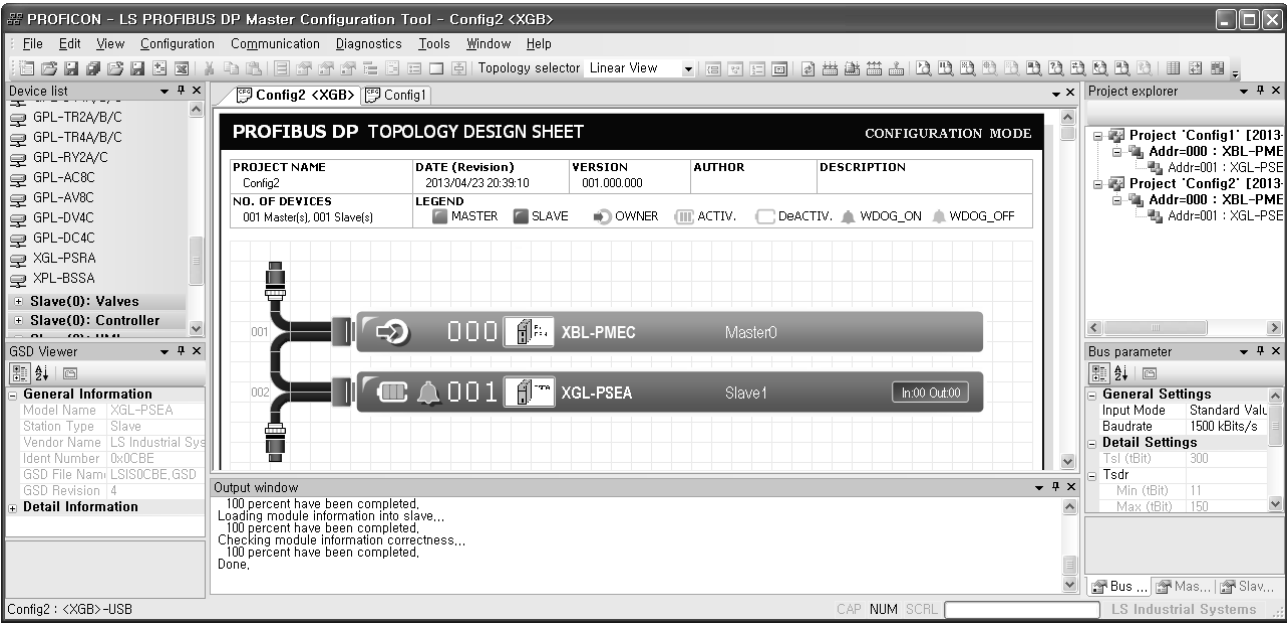 PROFICON - LS PROFIBUS DP Master Configuration Tool - Config2 <XGB>
File Edit View Configuration Communication Diagnostics Tools Window Help
Topology selector Linear View
Device list
GPL-TR2A/B/C
GPL-TR4A/B/C
GPL-RY2A/C
GPL-AC8C
GPL-AV8C
GPL-DV4C
GPL-DC4C
XGL-PSRA
XPL-BSSA
Slave(0): Valves
Slave(0): Controller
GSD Viewer
General Information
Model Name XGL-PSEA
Station Type Slave
Vendor Name LS Industrial Sys
Ident Number 0x0CBE
GSD File Name LSIS0CBE.GSD
GSD Revision 4
Detail Information
Config2 <XGB> Config1
PROFIBUS DP TOPOLOGY DESIGN SHEET CONFIGURATION MODE
PROJECT NAME DATE (Revision) VERSION AUTHOR DESCRIPTION
Config2 2013/04/23 20:39:10 001.000.000
NO. OF DEVICES LEGEND
001 Master(s), 001 Slave(s) MASTER SLAVE OWNER ACTIV. DeACTIV. WDOG_ON WDOG_OFF
001 000 XBL-PMEC Master0
002 001 XGL-PSEA Slave1 In:00 Out:00
Output window
100 percent have been completed.
Loading module information into slave...
100 percent have been completed.
Checking module information correctness...
100 percent have been completed.
Done.
Project explorer
Project 'Config1' [2013-
Addr=000 : XBL-PME
Addr=001 : XGL-PSE
Project 'Config2' [2013-
Addr=000 : XBL-PME
Addr=001 : XGL-PSE
Bus parameter
General Settings
Input Mode Standard Valu
Baudrate 1500 kBits/s
Detail Settings
Tsl (tBit) 300
Tsdr
Min (tBit) 11
Max (tBit) 150
Bus ... Mas... Slav...
Config2 : <XGB>-USB
CAP NUM SCRL
LS Industrial Systems